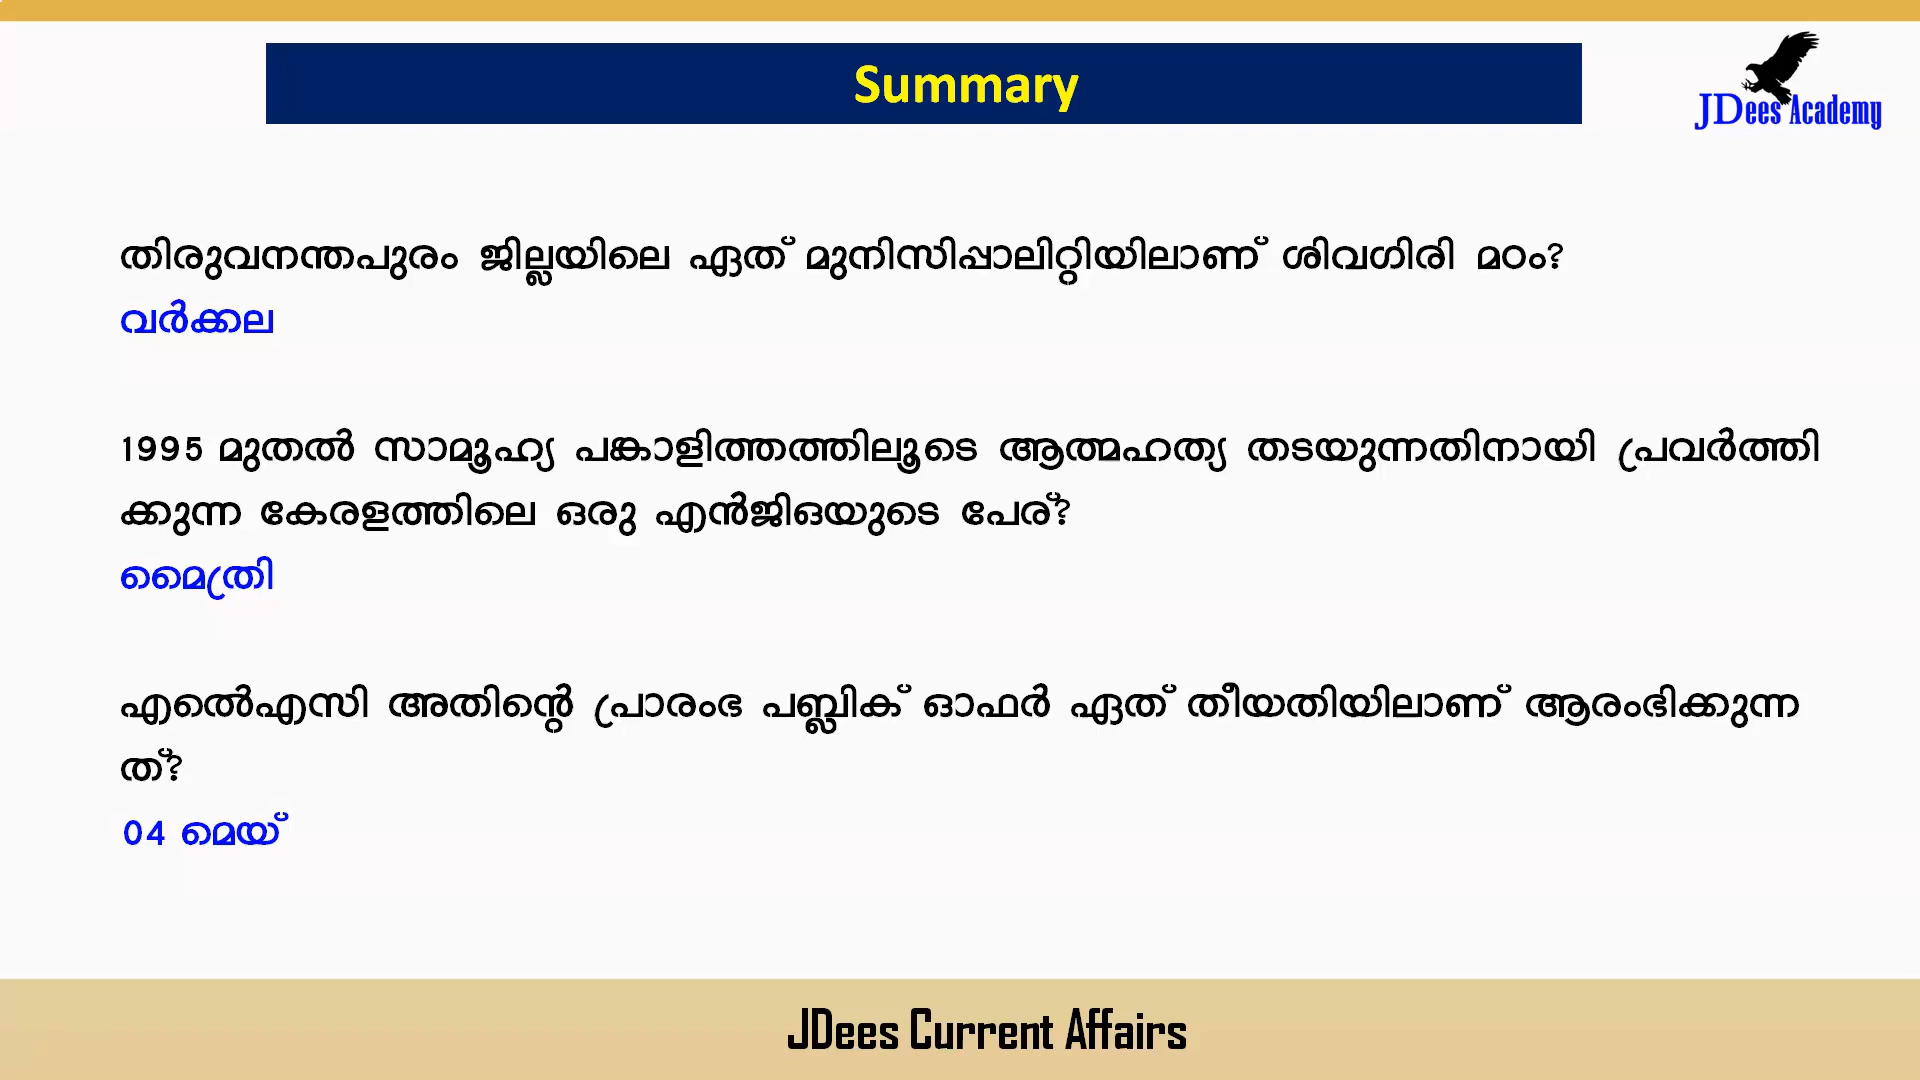 Summary
JDees Academy
തിരുവനന്തപുരം ജില്ലയിലെ ഏത് മുനിസിപ്പാലിറ്റിയിലാണ് ശിവഗിരി മഠം?
വർക്കല
1995 മുതൽ സാമൂഹ്യ പങ്കാളിത്തത്തിലൂടെ ആത്മഹത്യ തടയുന്നതിനായി പ്രവർത്തി
ക്കുന്ന കേരളത്തിലെ ഒരു എൻജിഒയുടെ പേര്?
മൈത്രി
എൽഎസി അതിന്റെ പ്രാരംഭ പബ്ലിക് ഓഫർ ഏത് തീയതിയിലാണ് ആരംഭിക്കുന്ന
ത്?
04 മെയ്
JDees Current Affairs